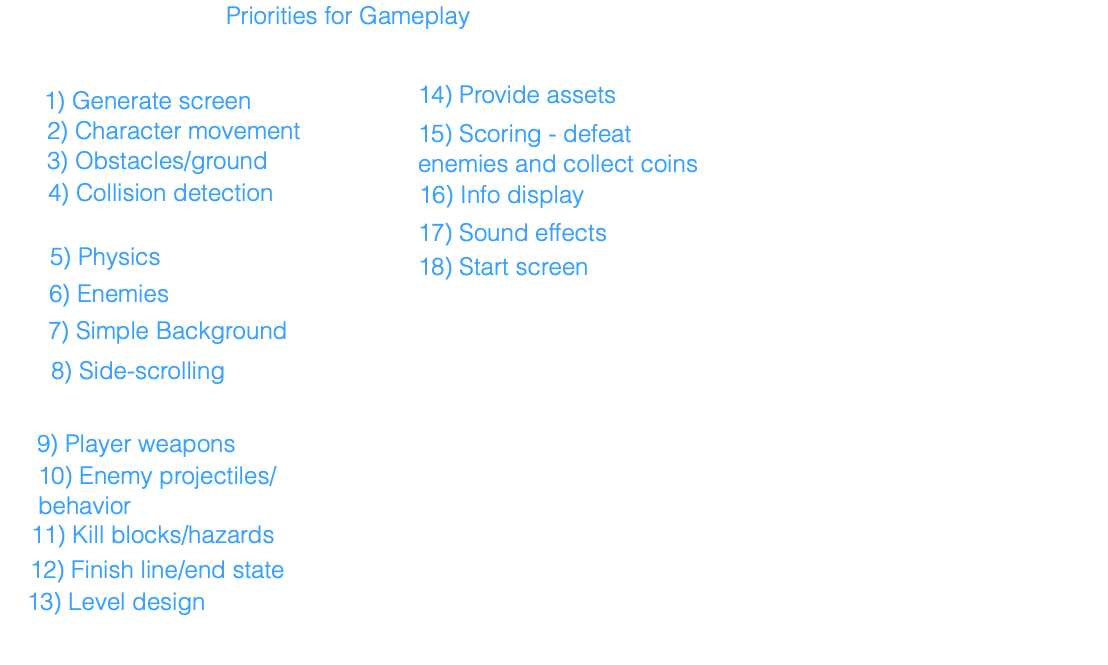 Priorities for Gameplay
1) Generate screen
2) Character movement
3) Obstacles/ground
4) Collision detection
5) Physics
6) Enemies
7) Simple Background
8) Side-scrolling
9) Player weapons
10) Enemy projectiles/
behavior
11) Kill blocks/hazards
12) Finish line/end state
13) Level design
14) Provide assets
15) Scoring - defeat
enemies and collect coins
16) Info display
17) Sound effects
18) Start screen